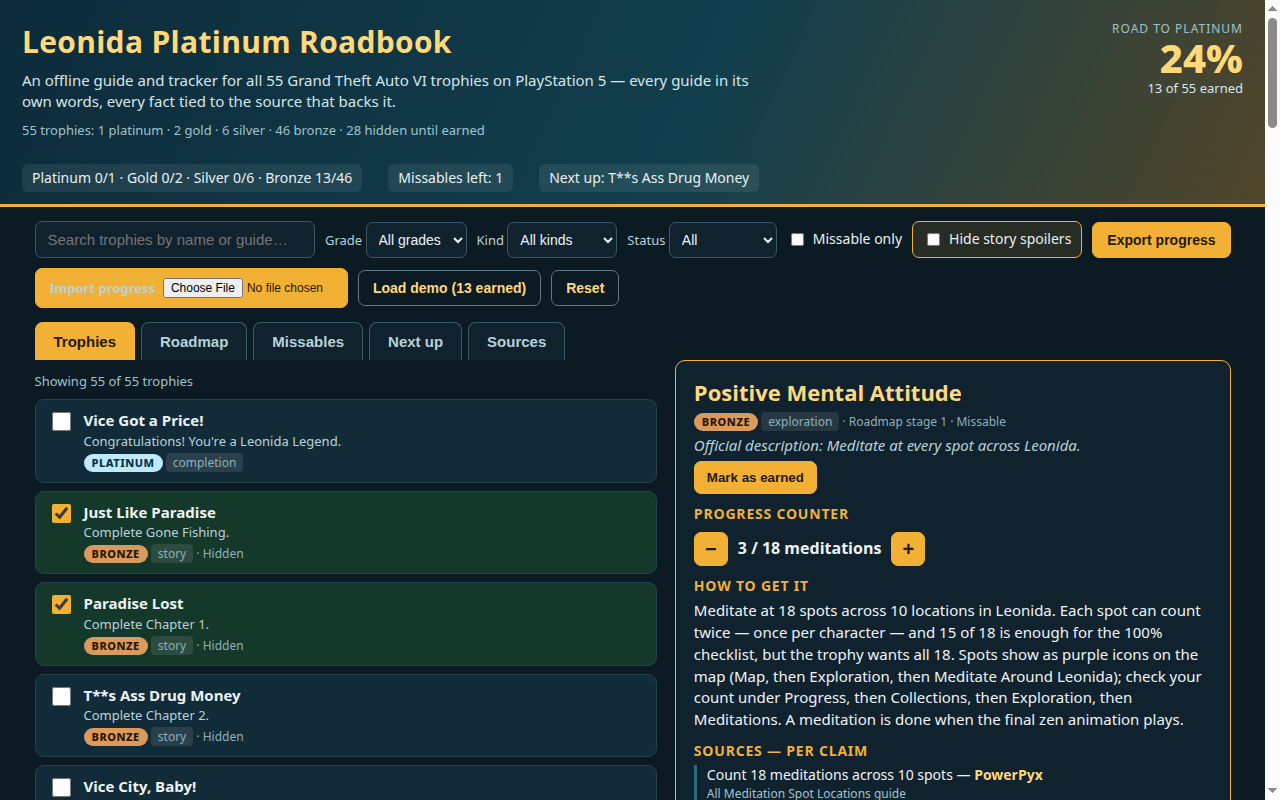 Leonida Platinum Roadbook
An offline guide and tracker for all 55 Grand Theft Auto VI trophies on PlayStation 5 — every guide in its
own words, every fact tied to the source that backs it.
55 trophies: 1 platinum · 2 gold · 6 silver · 46 bronze · 28 hidden until earned
ROAD TO PLATINUM
24%
13 of 55 earned
Platinum 0/1 · Gold 0/2 · Silver 0/6 · Bronze 13/46
Missables left: 1
Next up: T**s Ass Drug Money
Search trophies by name or guide…
Grade
All grades
Kind
All kinds
Status
All
Missable only
Hide story spoilers
Export progress
Import progress
Choose File
No file chosen
Load demo (13 earned)
Reset
Trophies
Roadmap
Missables
Next up
Sources
Showing 55 of 55 trophies
Vice Got a Price!
Congratulations! You're a Leonida Legend.
PLATINUM
completion
Just Like Paradise
Complete Gone Fishing.
BRONZE
story
· Hidden
Paradise Lost
Complete Chapter 1.
BRONZE
story
· Hidden
T**s Ass Drug Money
Complete Chapter 2.
BRONZE
story
· Hidden
Vice City, Baby!
Positive Mental Attitude
BRONZE
exploration
· Roadmap stage 1 · Missable
Official description: Meditate at every spot across Leonida.
Mark as earned
PROGRESS COUNTER
−
3 / 18 meditations
+
HOW TO GET IT
Meditate at 18 spots across 10 locations in Leonida. Each spot can count
twice — once per character — and 15 of 18 is enough for the 100%
checklist, but the trophy wants all 18. Spots show as purple icons on the
map (Map, then Exploration, then Meditate Around Leonida); check your
count under Progress, then Collections, then Exploration, then
Meditations. A meditation is done when the final zen animation plays.
SOURCES — PER CLAIM
Count 18 meditations across 10 spots — PowerPyx
All Meditation Spot Locations guide